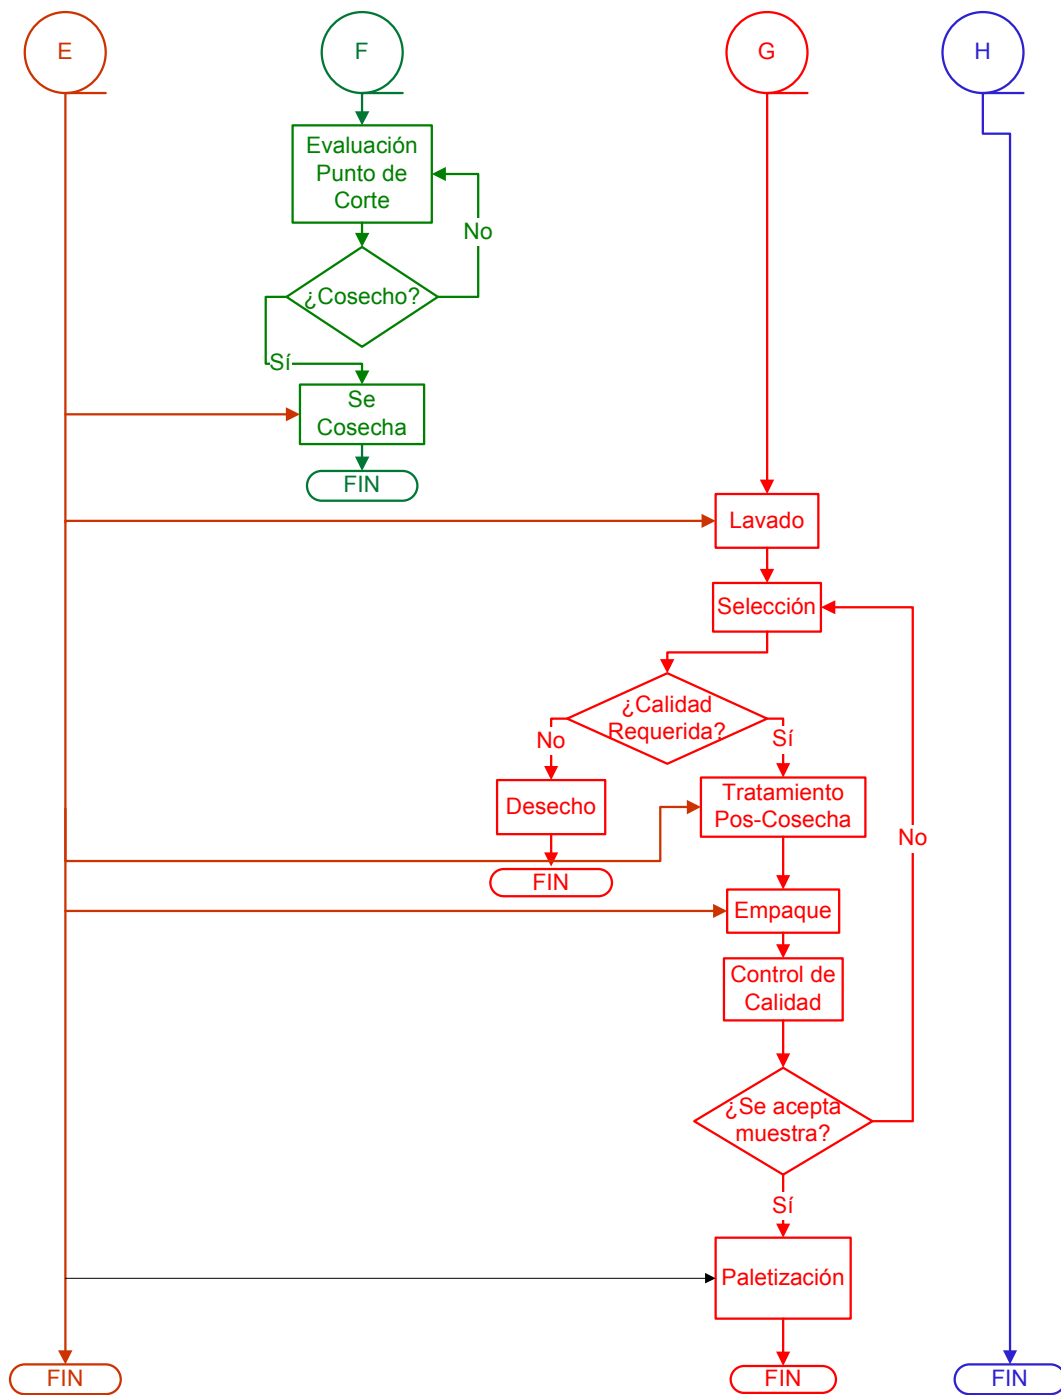 E
F
G
H
Evaluación
Punto de
Corte
No
¿Cosecho?
Sí
Se
Cosecha
FIN
Lavado
Selección
¿Calidad
Requerida?
No
Sí
Desecho
Tratamiento
Pos-Cosecha
No
FIN
Empaque
Control de
Calidad
¿Se acepta
muestra?
Sí
Paletización
FIN
FIN
FIN